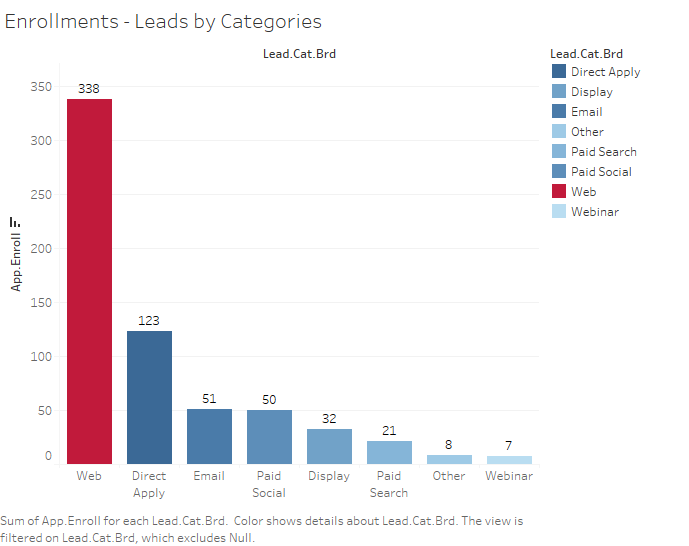 Enrollments - Leads by Categories
Lead.Cat.Brd
Lead.Cat.Brd
Direct Apply
Display
Email
Other
Paid Search
Paid Social
Web
Webinar
App.Enroll
350
300
250
200
150
100
50
0
338
123
51
50
32
21
8
7
Web
Direct
Apply
Email
Paid
Social
Display
Paid
Search
Other
Webinar
Sum of App.Enroll for each Lead.Cat.Brd. Color shows details about Lead.Cat.Brd. The view is
filtered on Lead.Cat.Brd, which excludes Null.